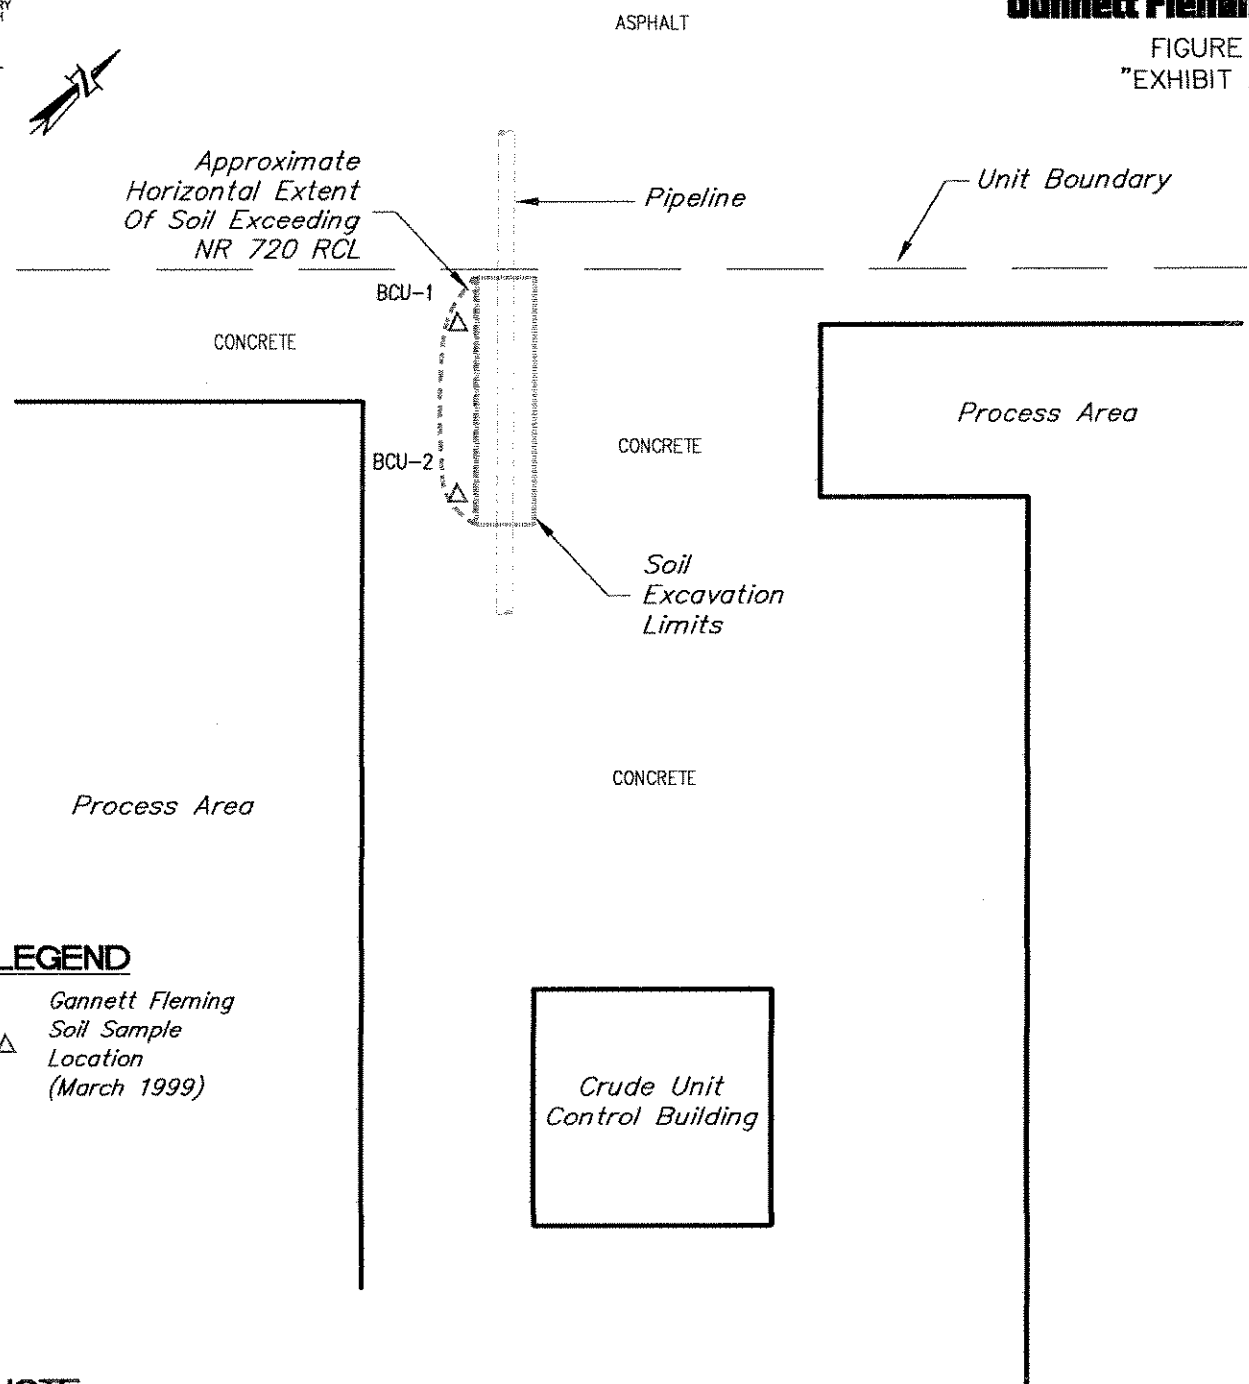 ASPHALT
FIGURE
"EXHIBIT
N
Approximate
Horizontal Extent
Of Soil Exceeding
NR 720 RCL
Pipeline
Unit Boundary
BCU-1
CONCRETE
Process Area
CONCRETE
BCU-2
Soil
Excavation
Limits
CONCRETE
Process Area
LEGEND
Gannett Fleming
Soil Sample
Location
(March 1999)
Crude Unit
Control Building